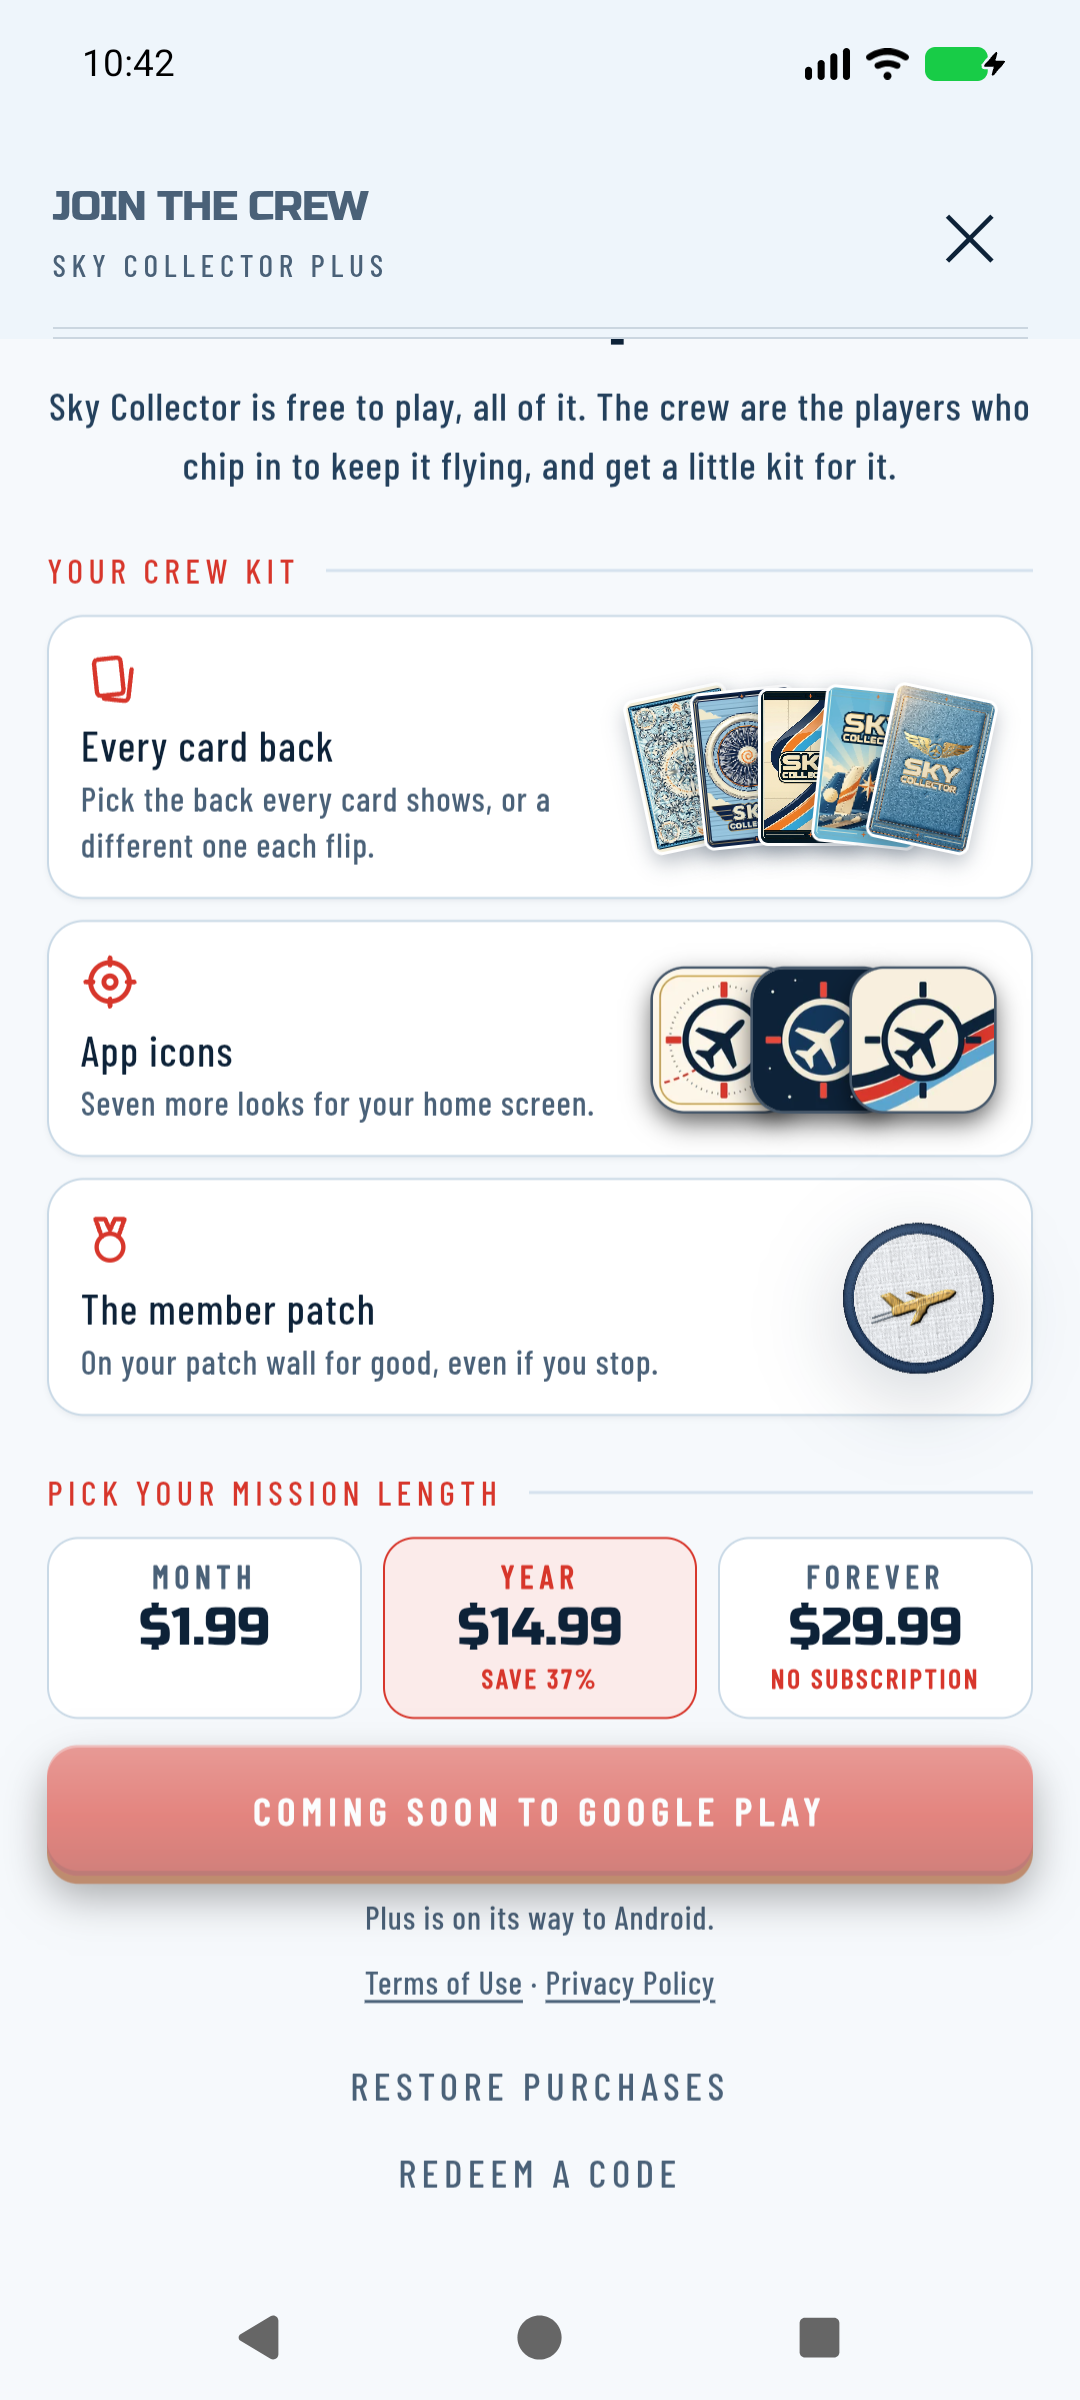 10:42
JOIN THE CREW
SKY COLLECTOR PLUS
Sky Collector is free to play, all of it. The crew are the players who
chip in to keep it flying, and get a little kit for it.
YOUR CREW KIT
Every card back
Pick the back every card shows, or a
different one each flip.
SKY
COLLECTOR
App icons
Seven more looks for your home screen.
The member patch
On your patch wall for good, even if you stop.
PICK YOUR MISSION LENGTH
MONTH
$1.99
YEAR
$14.99
SAVE 37%
FOREVER
$29.99
NO SUBSCRIPTION
COMING SOON TO GOOGLE PLAY
Plus is on its way to Android.
Terms of Use · Privacy Policy
RESTORE PURCHASES
REDEEM A CODE